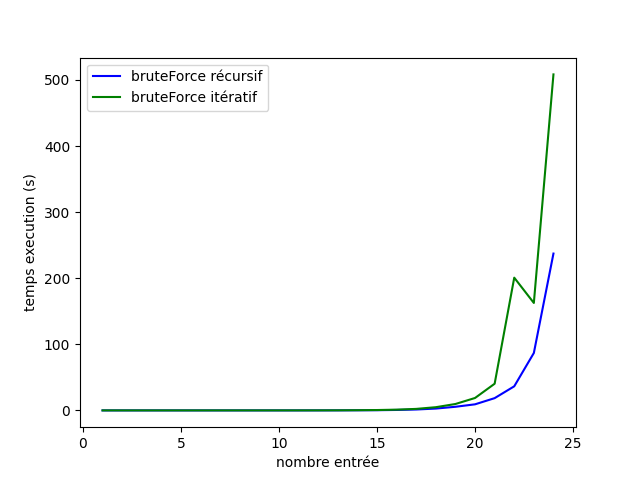 bruteForce récursif
bruteForce itératif
temps execution (s)
500
400
300
200
100
0
0 5 10 15 20 25
nombre entrée